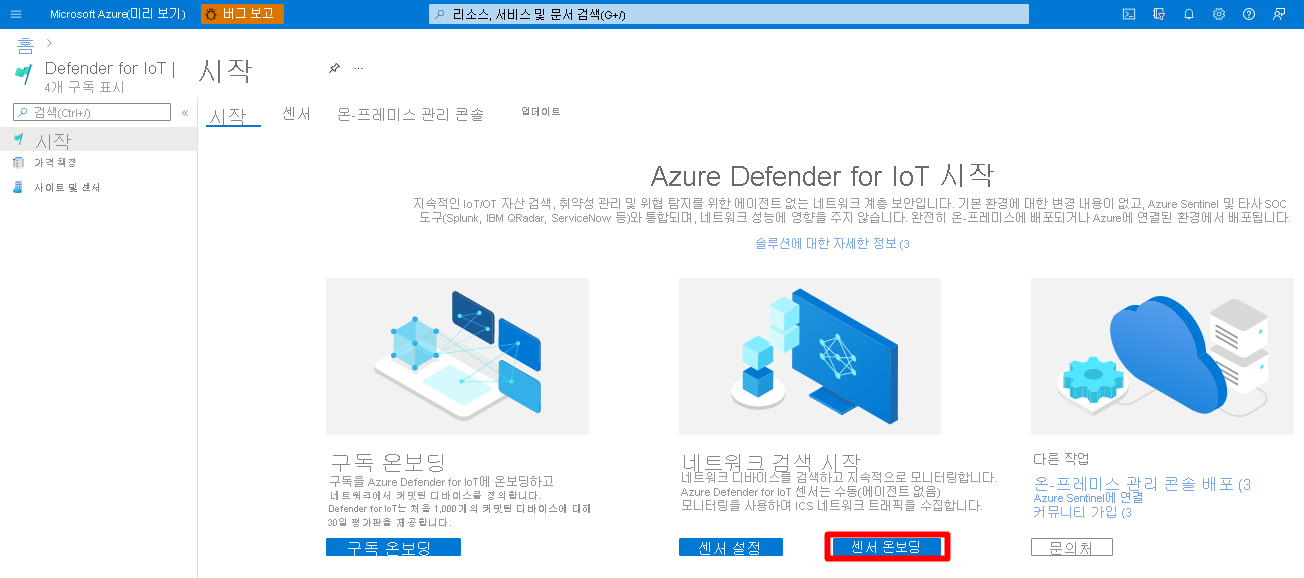 Microsoft Azure(미리 보기)
버그 보고
리소스, 서비스 및 문서 검색(G+/)
홈
Defender for IoT |
시작
4개 구독 표시
검색(Ctrl+/)
시작
센서
온-프레미스 관리 콘솔
업데이트
시작
가격 책정
사이트 및 센서
Azure Defender for IoT 시작
지속적인 IoT/OT 자산 검색, 취약성 관리 및 위협 탐지를 위한 에이전트 없는 네트워크 계층 보안입니다. 기본 환경에 대한 변경 내용이 없고, Azure Sentinel 및 타사 SOC
도구(Splunk, IBM QRadar, ServiceNow 등)와 통합되며, 네트워크 성능에 영향을 주지 않습니다. 완전히 온-프레미스에 배포되거나 Azure에 연결된 환경에서 배포됩니다.
솔루션에 대한 자세한 정보 (3
구독 온보딩
구독을 Azure Defender for IoT에 온보딩하고
네트워크에서 커밋된 디바이스를 정의합니다.
Defender for IoT는 처음 1,000개의 커밋된 디바이스에 대해
30일 평가판을 제공합니다.
구독 온보딩
네트워크 검색 시작
네트워크 디바이스를 검색하고 지속적으로 모니터링합니다.
Azure Defender for IoT 센서는 수동(에이전트 없음)
모니터링을 사용하여 ICS 네트워크 트래픽을 수집합니다.
센서 설정
센서 온보딩
다른 작업
온-프레미스 관리 콘솔 배포 (3
Azure Sentinel에 연결
커뮤니티 가입 (3
문의처